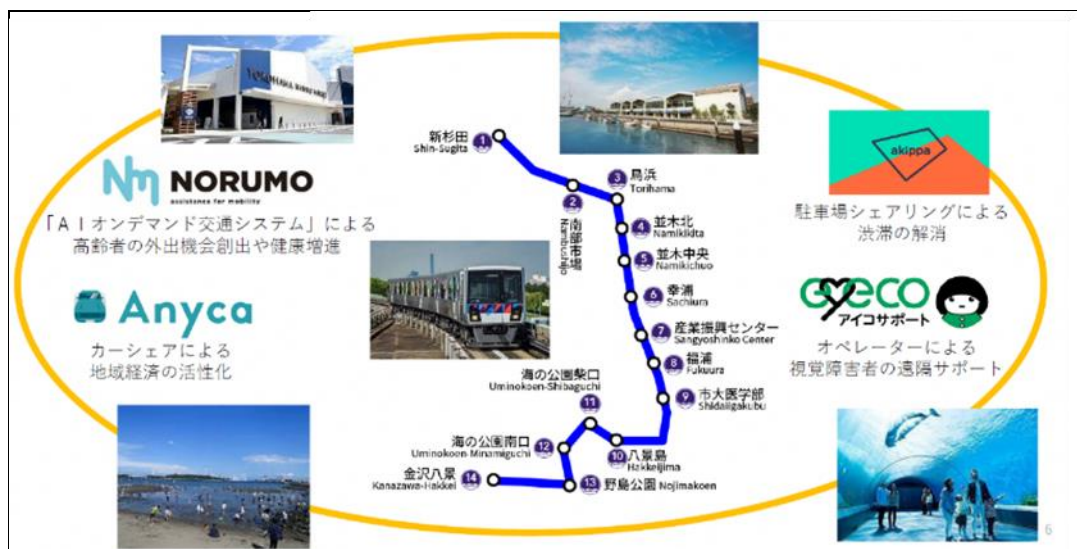 YOKOHAMA
Nm NORUMO
assistance for mobility
「AIオンデマンド交通システム」による
高齢者の外出機会創出や健康増進
Anyca
カーシェアによる
地域経済の活性化
1
新杉田
Shin-Sugita
2
南部市場
Nambushijo
3
鳥浜
Torihama
4
並木北
Namikikita
5
並木中央
Namikichuo
6
幸浦
Sachiura
7
産業振興センター
Sangyoshinko Center
8
福浦
Fukuura
9
市大医学部
Shidaiigakubu
10
八景島
Hakkeijima
海の公園柴口
Uminokoen-Shibaguchi
11
海の公園南口
Uminokoen-Minamiguchi
12
13
野島公園 Nojimakoen
金沢八景
Kanazawa-Hakkei
14
akippa
駐車場シェアリングによる
渋滞の解消
eyeco
アイコサポート
オペレーターによる
視覚障害者の遠隔サポート
6